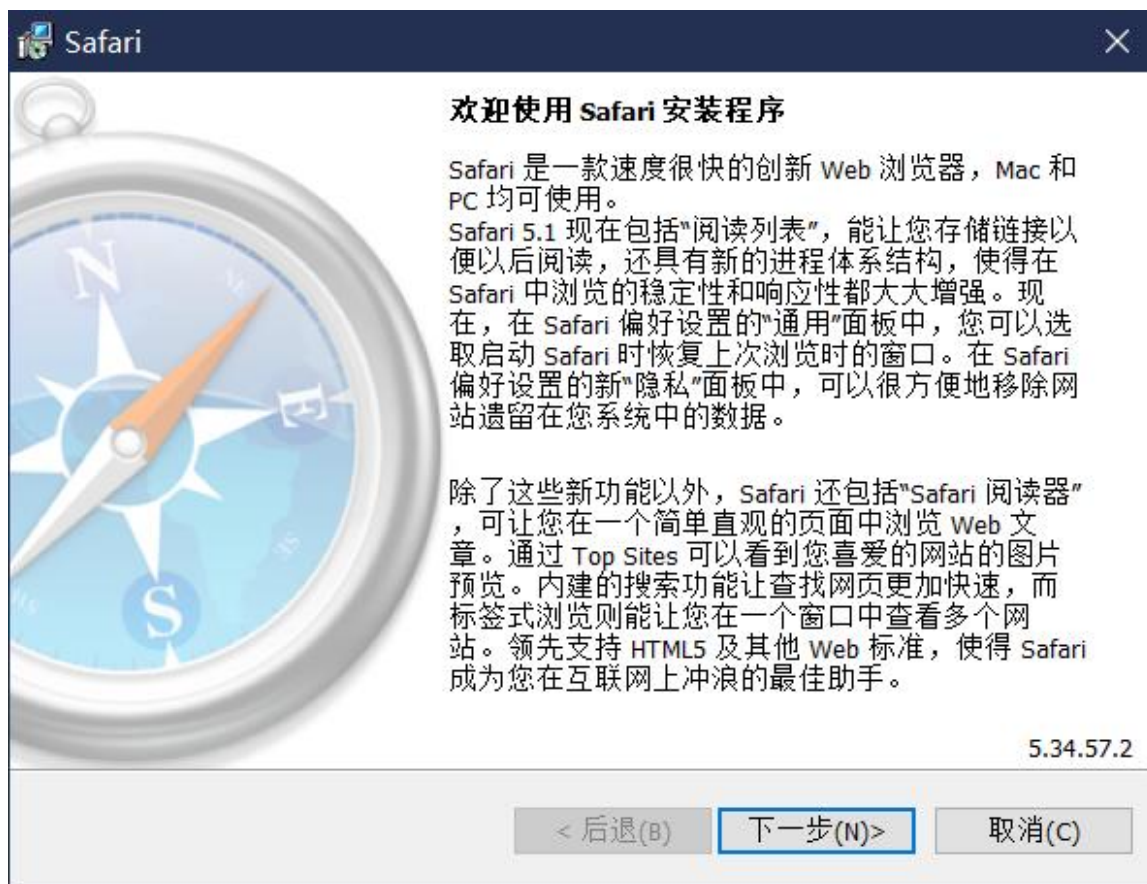 Safari
欢迎使用 Safari 安装程序
Safari 是一款速度很快的创新 Web 浏览器，Mac 和
PC 均可使用。
Safari 5.1 现在包括“阅读列表”，能让您存储链接以
便以后阅读，还具有新的进程体系结构，使得在
Safari 中浏览的稳定性和响应性都大大增强。现
在，在 Safari 偏好设置的“通用”面板中，您可以选
取启动 Safari 时恢复上次浏览时的窗口。在 Safari
偏好设置的新“隐私”面板中，可以很方便地移除网
站遗留在您系统中的数据。
除了这些新功能以外，Safari 还包括“Safari 阅读器”
，可让您在一个简单直观的页面中浏览 Web 文
章。通过 Top Sites 可以看到您喜爱的网站的图片
预览。内建的搜索功能让查找网页更加快速，而
标签式浏览则能让您在一个窗口中查看多个网
站。领先支持 HTML5 及其他 Web 标准，使得 Safari
成为您在互联网上冲浪的最佳助手。
N
E
SE
S
5.34.57.2
< 后退(B)
下一步(N)>
取消(C)